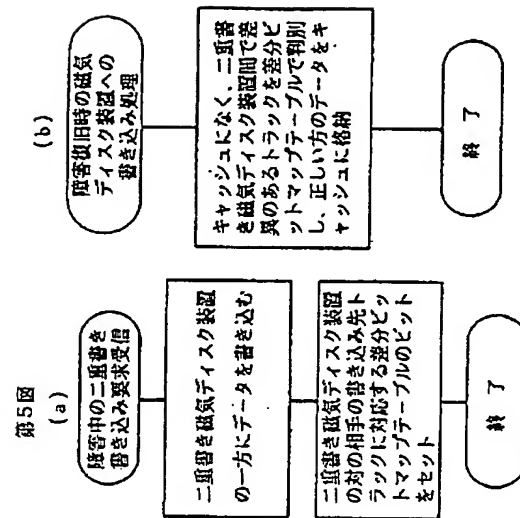 第5図
(a)
障害中の二重書き
書き込み要求受信
二重書き磁気ディスク装置
の一方にデータを書き込む
二重書き磁気ディスク装置
の対の相手の書き込み先ト
ラックに対応する差分ビッ
トマップテーブルのビット
をセット
終了
(b)
障害復旧時の磁気
ディスク装置への
書き込み処理
キャッシュになく、二重書
き磁気ディスク装置間で差
異のあるトラックを差分ビ
ットマップテーブルで判別
し、正しい方のデータをキ
ャッシュに格納
終了